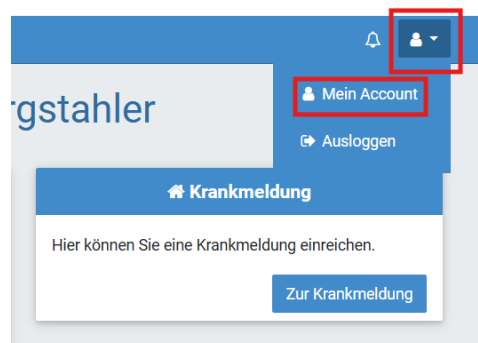 Mein Account
rgstahler
Ausloggen
Krankmeldung
Hier können Sie eine Krankmeldung einreichen.
Zur Krankmeldung